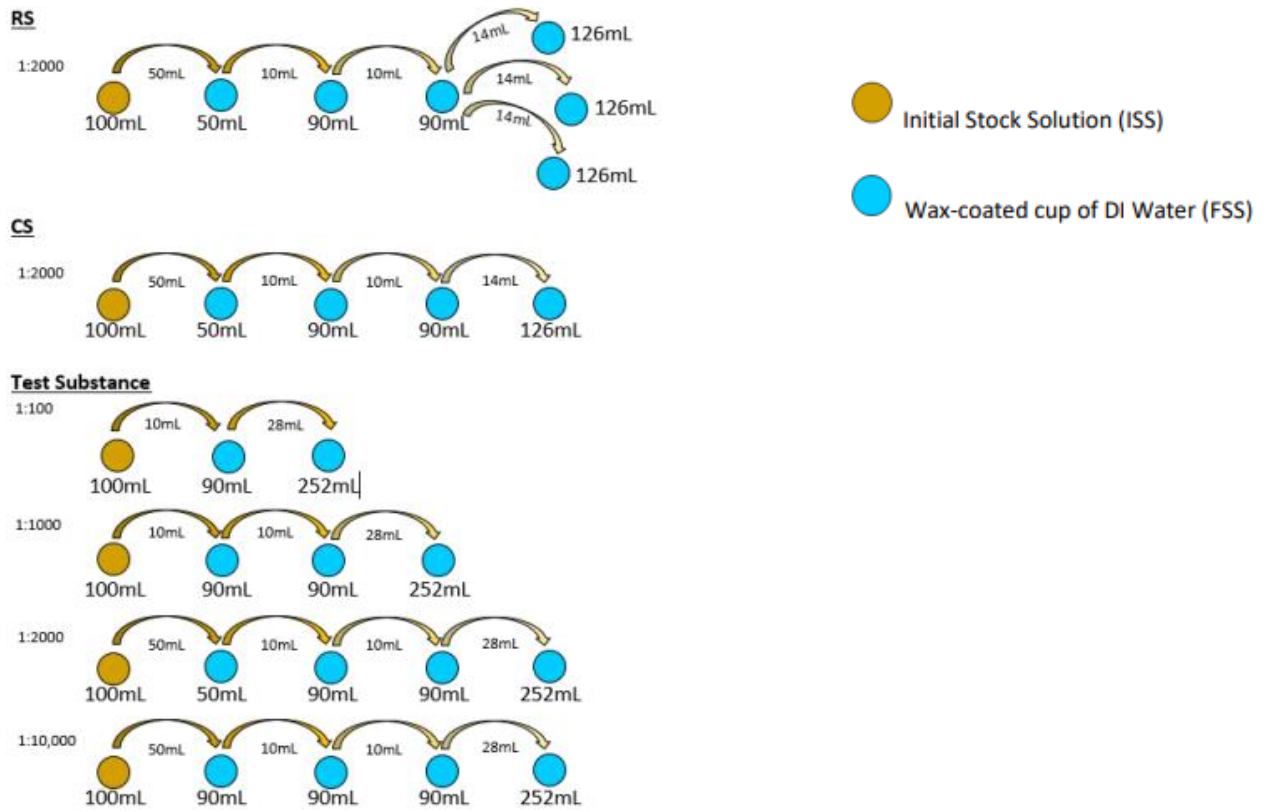 RS
1:2000
50mL 10mL 10mL 14mL 126mL
14mL 126mL
14mL 126mL
100mL 50mL 90mL 90mL
Initial Stock Solution (ISS)
Wax-coated cup of DI Water (FSS)
CS
1:2000
50mL 10mL 10mL 14mL
100mL 50mL 90mL 90mL 126mL
Test Substance
1:100
10mL 28mL
100mL 90mL 252mL
1:1000
10mL 10mL 28mL
100mL 90mL 90mL 252mL
1:2000
50mL 10mL 10mL 28mL
100mL 50mL 90mL 90mL 252mL
1:10,000
50mL 10mL 10mL 28mL
100mL 90mL 90mL 90mL 252mL